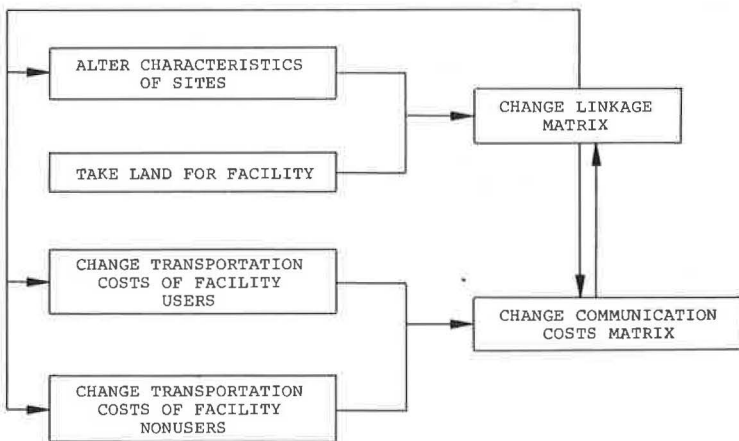 ALTER CHARACTERISTICS
OF SITES
CHANGE LINKAGE
MATRIX
TAKE LAND FOR FACILITY
CHANGE TRANSPORTATION
COSTS OF FACILITY
USERS
CHANGE COMMUNICATION
COSTS MATRIX
CHANGE TRANSPORTATION
COSTS OF FACILITY
NONUSERS